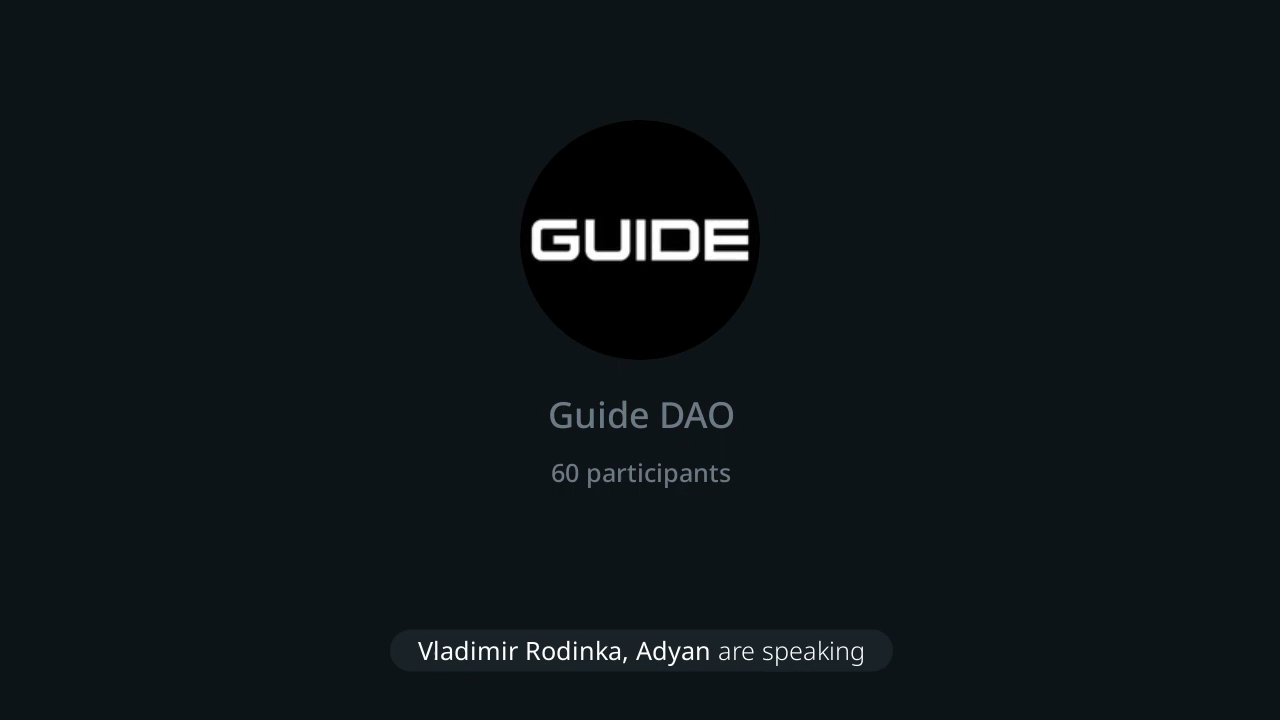 GUIDE
Guide DAO
60 participants
Vladimir Rodinka, Adyan are speaking